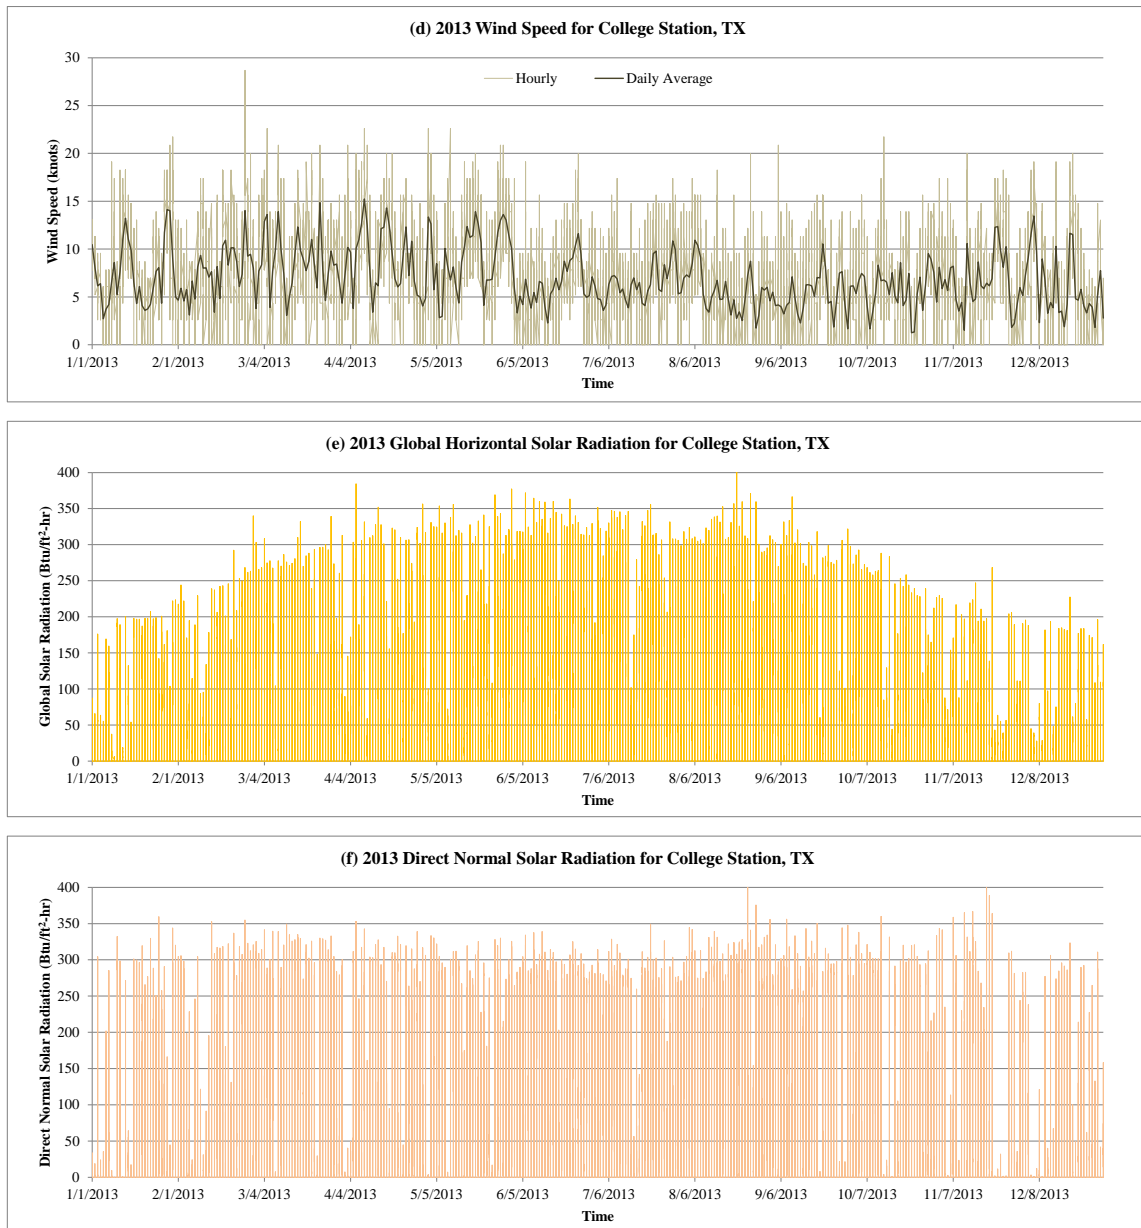 (d) 2013 Wind Speed for College Station, TX
30
25
20
15
10
5
0
Wind Speed (knots)
Hourly
Daily Average
1/1/2013 2/1/2013 3/4/2013 4/4/2013 5/5/2013 6/5/2013 7/6/2013 8/6/2013 9/6/2013 10/7/2013 11/7/2013 12/8/2013
Time
(e) 2013 Global Horizontal Solar Radiation for College Station, TX
400
350
300
250
200
150
100
50
0
Global Solar Radiation (Btu/ft²-hr)
1/1/2013 2/1/2013 3/4/2013 4/4/2013 5/5/2013 6/5/2013 7/6/2013 8/6/2013 9/6/2013 10/7/2013 11/7/2013 12/8/2013
Time
(f) 2013 Direct Normal Solar Radiation for College Station, TX
400
350
300
250
200
150
100
50
0
Direct Normal Solar Radiation (Btu/ft²-hr)
1/1/2013 2/1/2013 3/4/2013 4/4/2013 5/5/2013 6/5/2013 7/6/2013 8/6/2013 9/6/2013 10/7/2013 11/7/2013 12/8/2013
Time